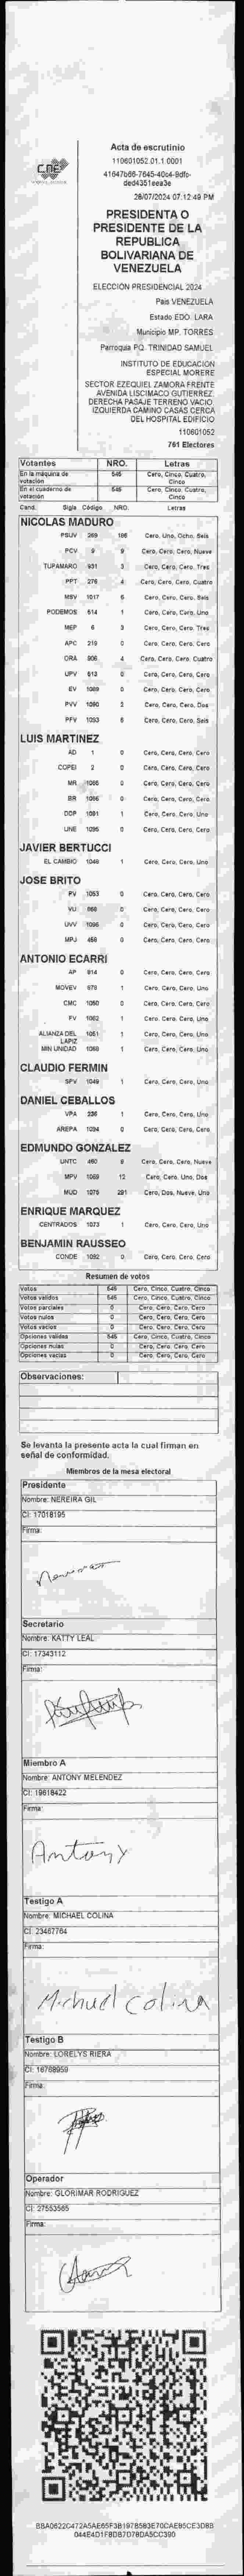 CNE
Acta de escrutinio
110601052.01.1.0001
41647b66-7645-40c4-9dfc-
ded4351eea3e
28/07/2024 07:12:49 PM
PRESIDENTA O
PRESIDENTE DE LA
REPUBLICA
BOLIVARIANA DE
VENEZUELA
ELECCIÓN PRESIDENCIAL 2024
Pais VENEZUELA
Estado EDO. LARA
Municipio MP. TORRES
Parroquia PQ. TRINIDAD SAMUEL
INSTITUTO DE EDUCACION
ESPECIAL MORERE
SECTOR EZEQUIEL ZAMORA FRENTE
AVENIDA LISCIMACO GUTIERREZ.
DERECHA PASAJE TERRENO VACIO
IZQUIERDA CAMINO CASAS CERCA
DEL HOSPITAL EDIFICIO
110601052
761 Electores
Votantes NRO. Letras
En la máquina de votación 545 Cero, Cinco, Cuatro, Cinco
En el cuaderno de votación 545 Cero, Cinco, Cuatro, Cinco
Cand. Sigla Código NRO. Letras
NICOLAS MADURO
PSUV 269 186 Cero, Uno, Ocho, Seis
PCV 9 9 Cero, Cero, Cero, Nueve
TUPAMARO 931 3 Cero, Cero, Cero, Tres
PPT 276 4 Cero, Cero, Cero, Cuatro
MSV 1017 6 Cero, Cero, Cero, Seis
PODEMOS 514 1 Cero, Cero, Cero, Uno
MEP 6 3 Cero, Cero, Cero, Tres
APC 219 0 Cero, Cero, Cero, Cero
ORA 906 4 Cero, Cero, Cero, Cuatro
UPV 513 0 Cero, Cero, Cero, Cero
EV 1089 0 Cero, Cero, Cero, Cero
PVV 1090 2 Cero, Cero, Cero, Dos
PFV 1093 6 Cero, Cero, Cero, Seis
LUIS MARTINEZ
AD 1 0 Cero, Cero, Cero, Cero
COPEI 2 0 Cero, Cero, Cero, Cero
MR 1065 0 Cero, Cero, Cero, Cero
BR 1066 0 Cero, Cero, Cero, Cero
DDP 1091 1 Cero, Cero, Cero, Uno
UNE 1095 0 Cero, Cero, Cero, Cero
JAVIER BERTUCCI
EL CAMBIO 1048 1 Cero, Cero, Cero, Uno
JOSE BRITO
PV 1053 0 Cero, Cero, Cero, Cero
VU 868 0 Cero, Cero, Cero, Cero
UVV 1096 0 Cero, Cero, Cero, Cero
MPJ 458 0 Cero, Cero, Cero, Cero
ANTONIO ECARRI
AP 914 0 Cero, Cero, Cero, Cero
MOVEV 678 1 Cero, Cero, Cero, Uno
CMC 1050 0 Cero, Cero, Cero, Cero
FV 1062 1 Cero, Cero, Cero, Uno
ALIANZA DEL LAPIZ 1051 1 Cero, Cero, Cero, Uno
MIN UNIDAD 1068 1 Cero, Cero, Cero, Uno
CLAUDIO FERMIN
SPV 1049 1 Cero, Cero, Cero, Uno
DANIEL CEBALLOS
VPA 236 1 Cero, Cero, Cero, Uno
AREPA 1094 0 Cero, Cero, Cero, Cero
EDMUNDO GONZALEZ
UNTC 460 9 Cero, Cero, Cero, Nueve
MPV 1069 12 Cero, Cero, Uno, Dos
MUD 1075 291 Cero, Dos, Nueve, Uno
ENRIQUE MARQUEZ
CENTRADOS 1073 1 Cero, Cero, Cero, Uno
BENJAMIN RAUSSEO
CONDE 1092 0 Cero, Cero, Cero, Cero
Resumen de votos
Votos 545 Cero, Cinco, Cuatro, Cinco
Votos validos 545 Cero, Cinco, Cuatro, Cinco
Votos parciales 0 Cero, Cero, Cero, Cero
Votos nulos 0 Cero, Cero, Cero, Cero
Votos vacios 0 Cero, Cero, Cero, Cero
Opciones validas 545 Cero, Cinco, Cuatro, Cinco
Opciones nulas 0 Cero, Cero, Cero, Cero
Opciones vacias 0 Cero, Cero, Cero, Cero
Observaciones:
Se levanta la presente acta la cual firman en
señal de conformidad.
Miembros de la mesa electoral
Presidente
Nombre: NEREIRA GIL
CI: 17018195
Firma:
Secretario
Nombre: KATTY LEAL
CI: 17343112
Firma:
Miembro A
Nombre: ANTONY MELENDEZ
CI: 19618422
Firma:
Antony
Testigo A
Nombre: MICHAEL COLINA
CI: 23467764
Firma:
Michael Colina
Testigo B
Nombre: LORELYS RIERA
CI: 16768959
Firma:
Operador
Nombre: GLORIMAR RODRIGUEZ
CI: 27553565
Firma: